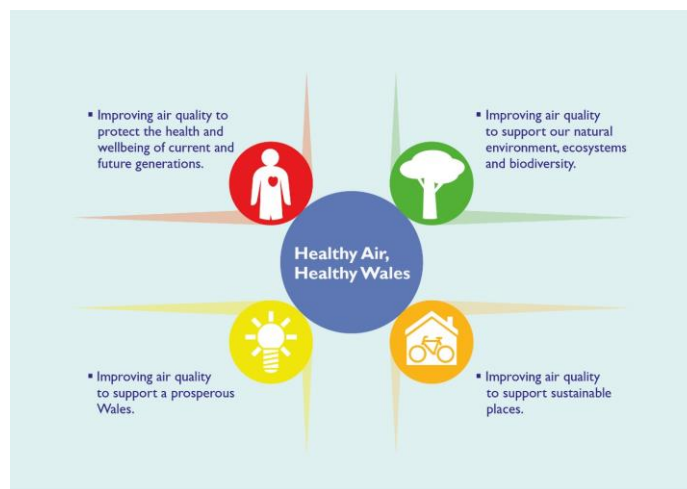 ▪ Improving air quality to
protect the health and
wellbeing of current and
future generations.
▪ Improving air quality
to support our natural
environment, ecosystems
and biodiversity.
Healthy Air,
Healthy Wales
▪ Improving air quality
to support a prosperous
Wales.
▪ Improving air quality
to support sustainable
places.